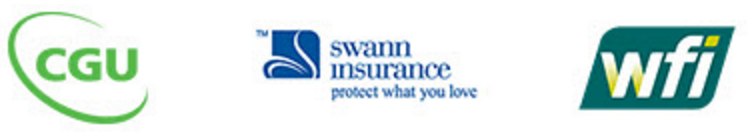 CGU
TM
swann
insurance
protect what you love
wfi